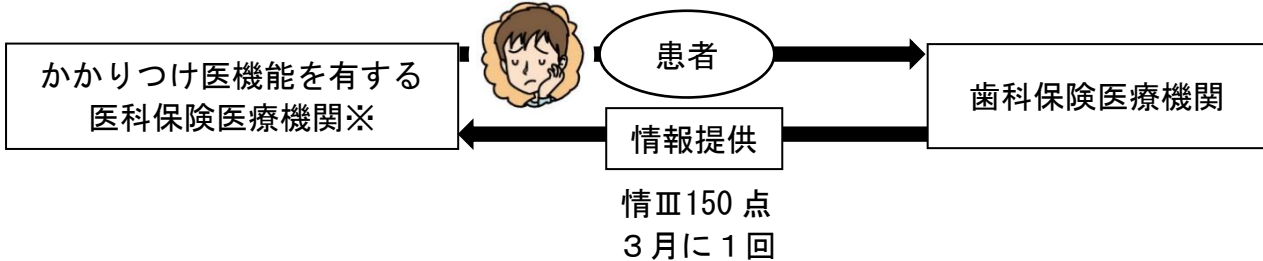 かかりつけ医機能を有する
医科保険医療機関※
患者
歯科保険医療機関
情報提供
情Ⅲ150 点
３月に１回